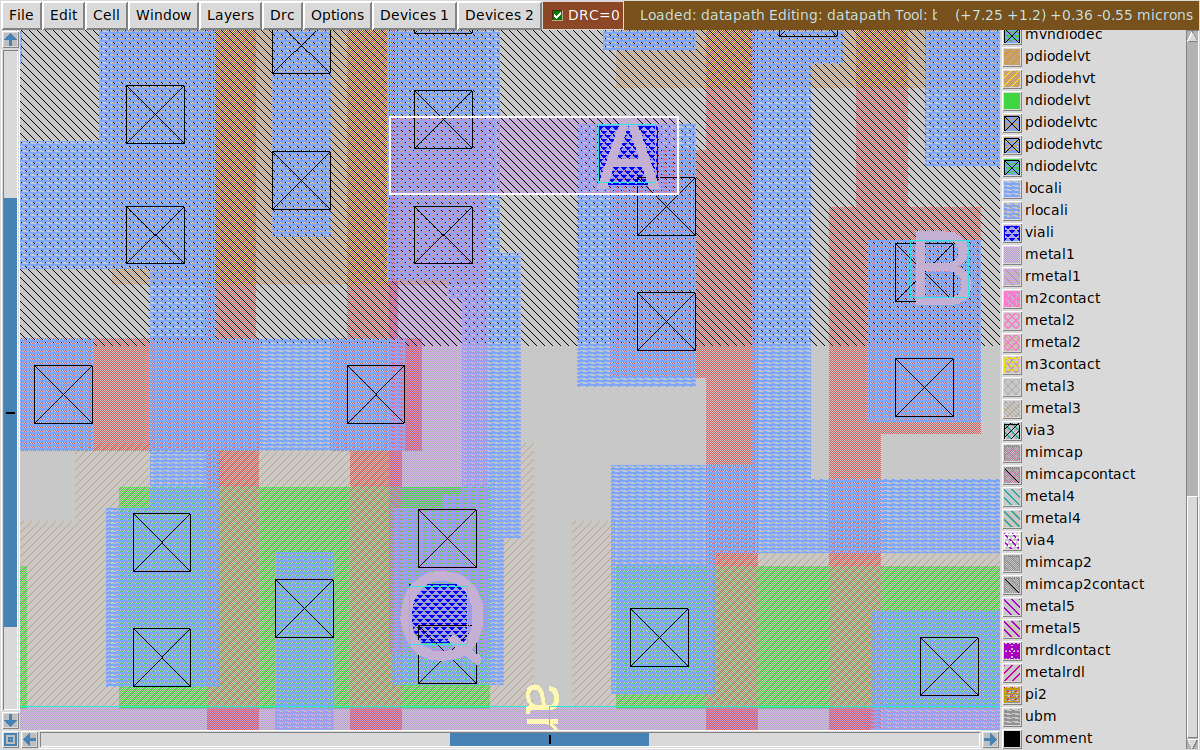 File Edit Cell Window Layers Drc Options Devices 1 Devices 2 DRC=0 Loaded: datapath Editing: datapath Tool: b (+7.25 +1.2) +0.36 -0.55 microns
mvndiodec
pdiodelvt
pdiodehvt
ndiodelvt
pdiodelvtc
pdiodehvtc
ndiodelvtc
locali
rlocali
viali
metal1
rmetal1
m2contact
metal2
rmetal2
m3contact
metal3
rmetal3
via3
mimcap
mimcapcontact
metal4
rmetal4
via4
mimcap2
mimcap2contact
metal5
rmetal5
mrdlcontact
metalrdl
pi2
ubm
comment
A
B
Q